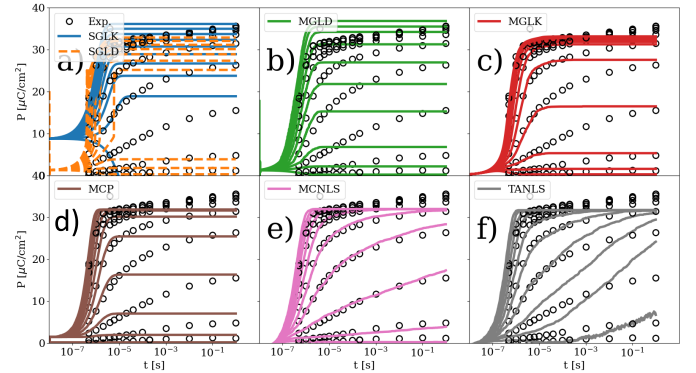 40
30
20
10
40
P [μC/cm²]
Exp.
SGLK
SGLD
a)
MGLD
b)
MGLK
c)
30
20
10
0
P [μC/cm²]
MCP
d)
MCNLS
e)
TANLS
f)
10⁻⁷ 10⁻⁵ 10⁻³ 10⁻¹
t [s]
10⁻⁷ 10⁻⁵ 10⁻³ 10⁻¹
t [s]
10⁻⁷ 10⁻⁵ 10⁻³ 10⁻¹
t [s]